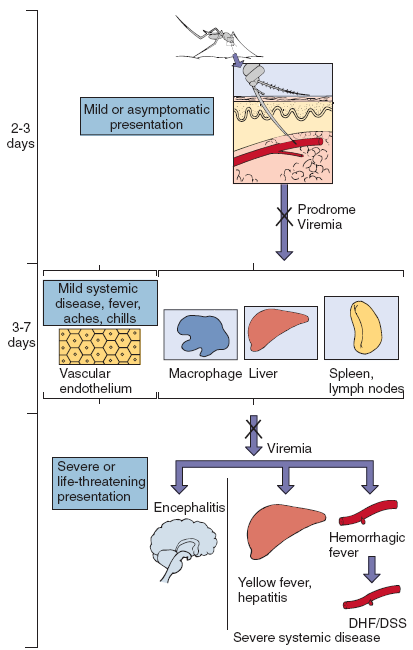 2-3
days
Mild or asymptomatic
presentation
Prodrome
Viremia
3-7
days
Mild systemic
disease, fever,
aches, chills
Vascular
endothelium
Macrophage
Liver
Spleen,
lymph nodes
Viremia
Severe or
life-threatening
presentation
Encephalitis
Yellow fever,
hepatitis
Hemorrhagic
fever
DHF/DSS
Severe systemic disease